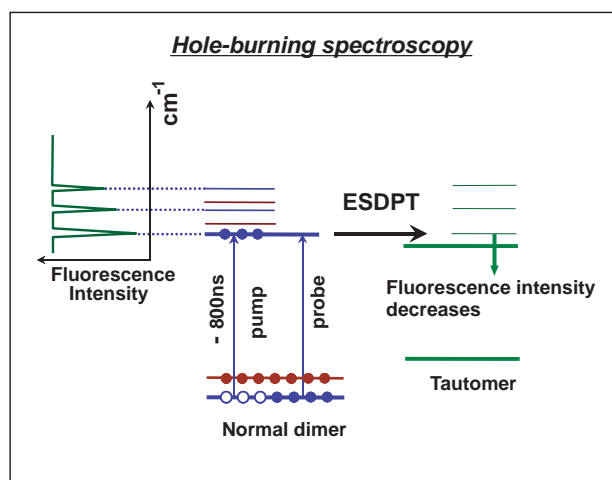 Hole-burning spectroscopy
cm-1
ESDPT
Fluorescence
Intensity
- 800ns
pump
probe
Fluorescence intensity
decreases
Tautomer
Normal dimer